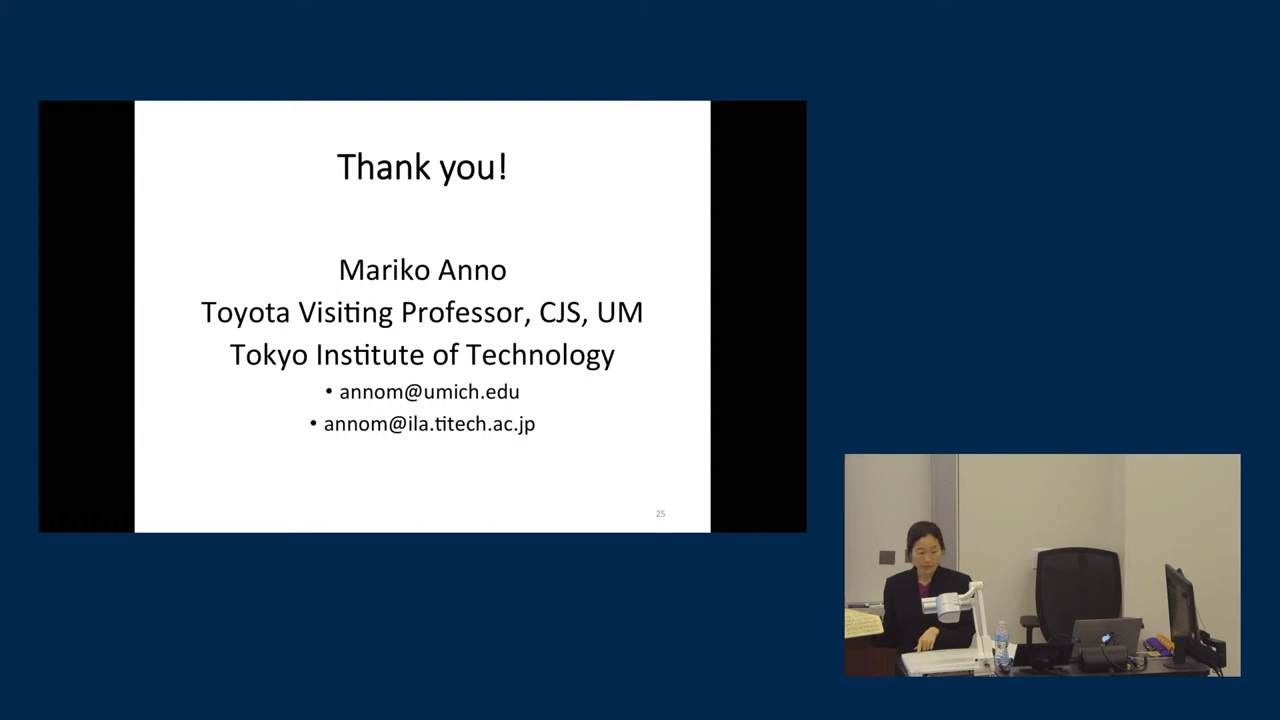 Thank you!
Mariko Anno
Toyota Visiting Professor, CJS, UM
Tokyo Institute of Technology
• annom@umich.edu
• annom@ila.titech.ac.jp
25